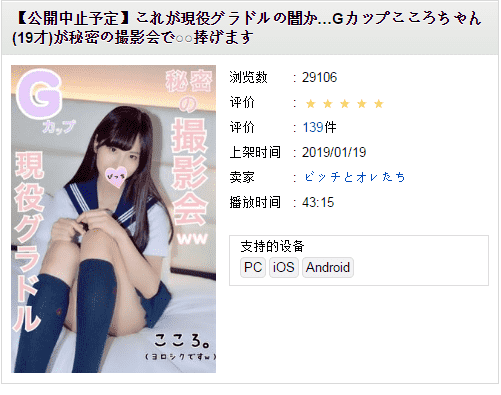 【公開中止予定】これが現役グラドルの闇か…Gカップこころちゃん
(19才)が秘密の撮影会で○○捧げます
G
カップ
現役グラドル
秘密
の
撮影会
ww
びっち
こころ。
(ヨロシクですw)
浏览数 : 29106
评价 : ★★★★★
评价 : 139件
上架时间 : 2019/01/19
卖家 : ビッチとオレたち
播放时间 : 43:15
支持的设备
PC iOS Android